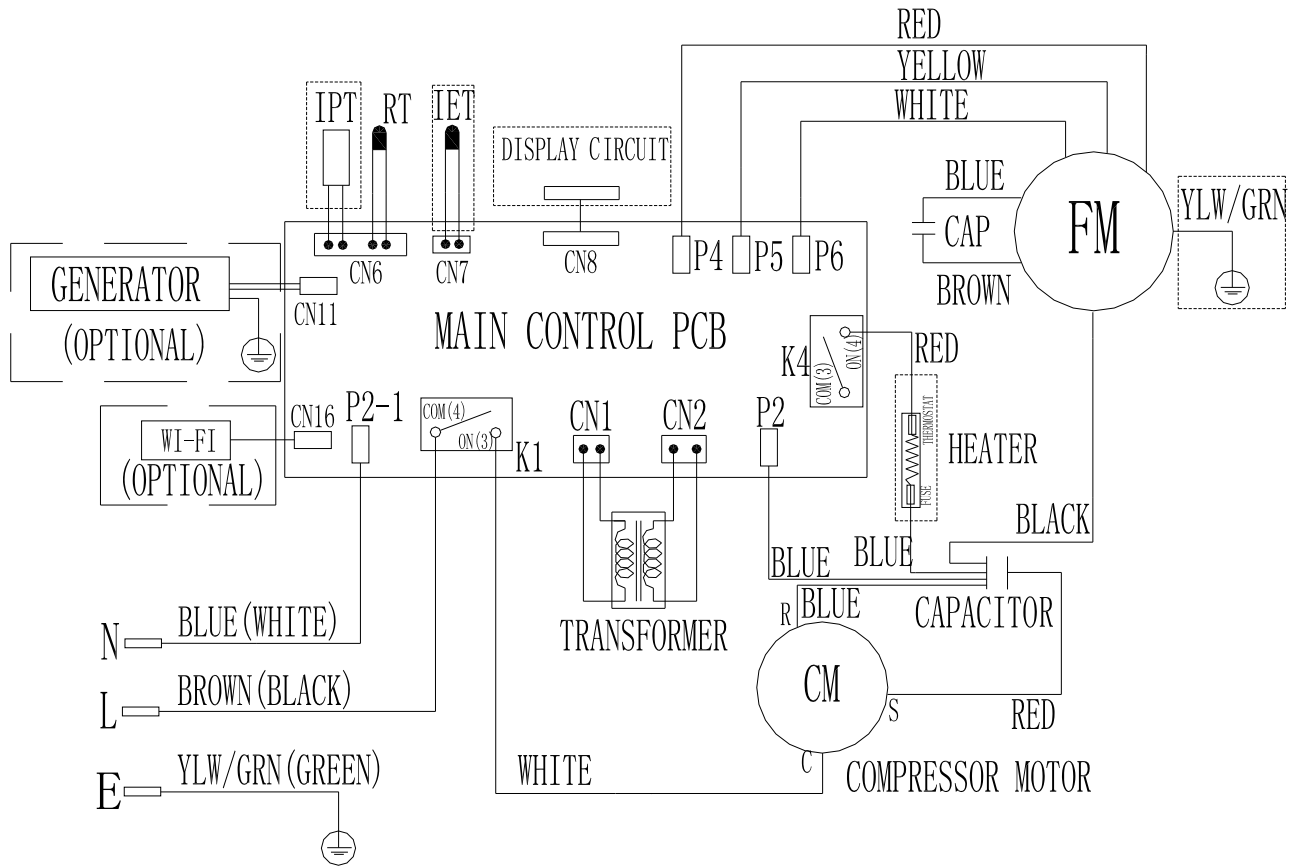 RED
YELLOW
WHITE
IPT
RT
IET
DISPLAY CIRCUIT
BLUE
CAP
BROWN
FM
YLW/GRN
CN6
CN7
CN8
P4
P5
P6
GENERATOR
(OPTIONAL)
CN11
MAIN CONTROL PCB
K4
COM(3)
ON(4)
RED
THERMOSTAT
FUSE
HEATER
WI-FI
(OPTIONAL)
CN16
P2-1
COM(4)
ON(3)
K1
CN1
CN2
P2
BLACK
BLUE
BLUE
CAPACITOR
R
BLUE
TRANSFORMER
N
BLUE(WHITE)
L
BROWN(BLACK)
CM
S
RED
E
YLW/GRN(GREEN)
WHITE
C
COMPRESSOR MOTOR